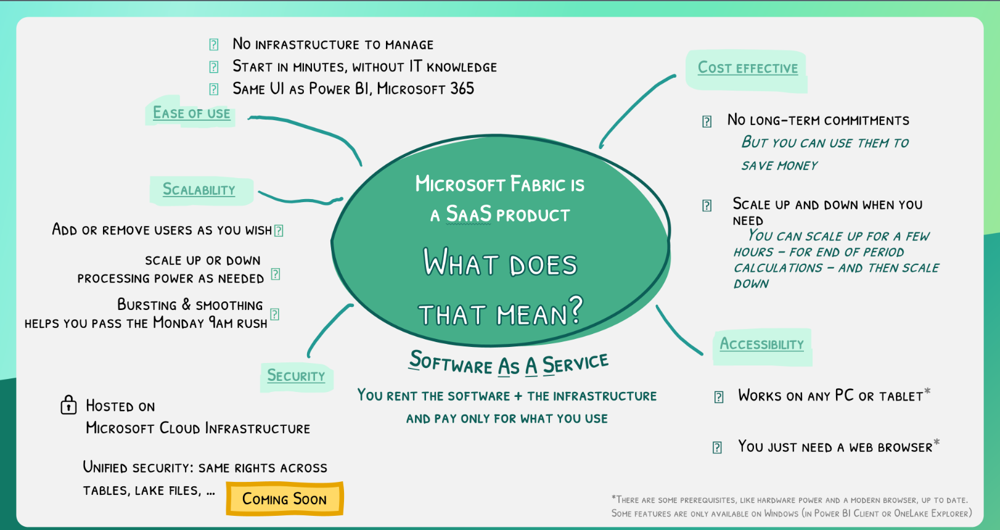 No infrastructure to manage
Start in minutes, without IT knowledge
Same UI as Power BI, Microsoft 365
Ease of use
Scalability
Add or remove users as you wish
scale up or down
processing power as needed
Bursting & smoothing
helps you pass the Monday 9am rush
Security
Hosted on
Microsoft Cloud Infrastructure
Unified security: same rights across
tables, lake files, ...
Coming Soon
Microsoft Fabric is
a SaaS product
What does
that mean?
Software As A Service
You rent the software + the infrastructure
and pay only for what you use
Cost effective
No long-term commitments
But you can use them to
save money
Scale up and down when you
need
You can scale up for a few
hours – for end of period
calculations – and then scale
down
Accessibility
Works on any PC or tablet*
You just need a web browser*
*There are some prerequisites, like hardware power and a modern browser, up to date.
Some features are only available on Windows (in Power BI Client or OneLake Explorer)